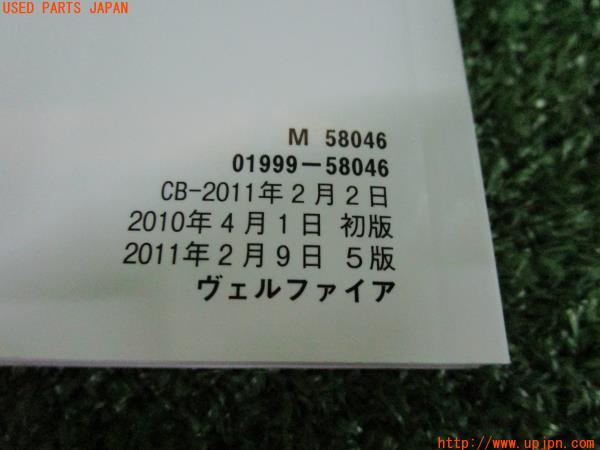 USED PARTS JAPAN
M 58046
01999-58046
CB-2011年2月2日
2010年4月1日 初版
2011年2月9日 5版
ヴェルファイア
http://www.upjpn.com/